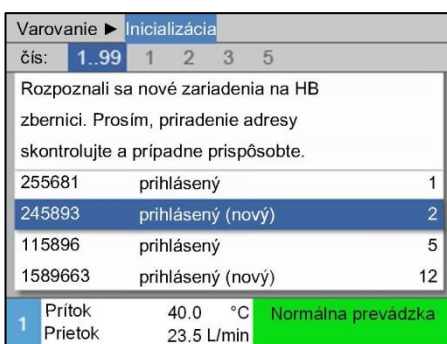 Varovanie ► Inicializácia
čís: 1..99 1 2 3 5
Rozpoznali sa nové zariadenia na HB
zbernici. Prosím, priradenie adresy
skontrolujte a prípadne prispôsobte.
255681 prihlásený 1
245893 prihlásený (nový) 2
115896 prihlásený 5
1589663 prihlásený (nový) 12
1 Prítok 40.0 °C Normálna prevádzka
Prietok 23.5 L/min